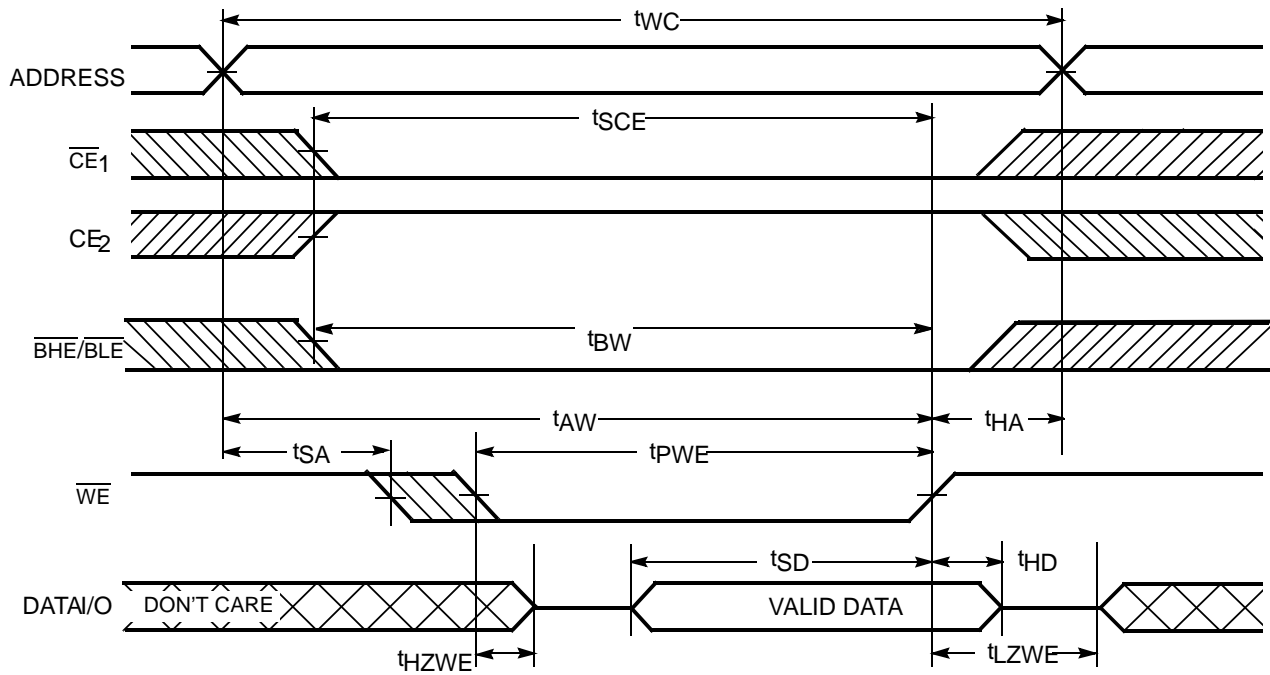 tWC
ADDRESS
tSCE
CE1
CE2
tBW
BHE/BLE
tAW
tHA
tSA
tPWE
WE
tSD
tHD
DATAI/O
DON'T CARE
VALID DATA
tHZWE
tLZWE